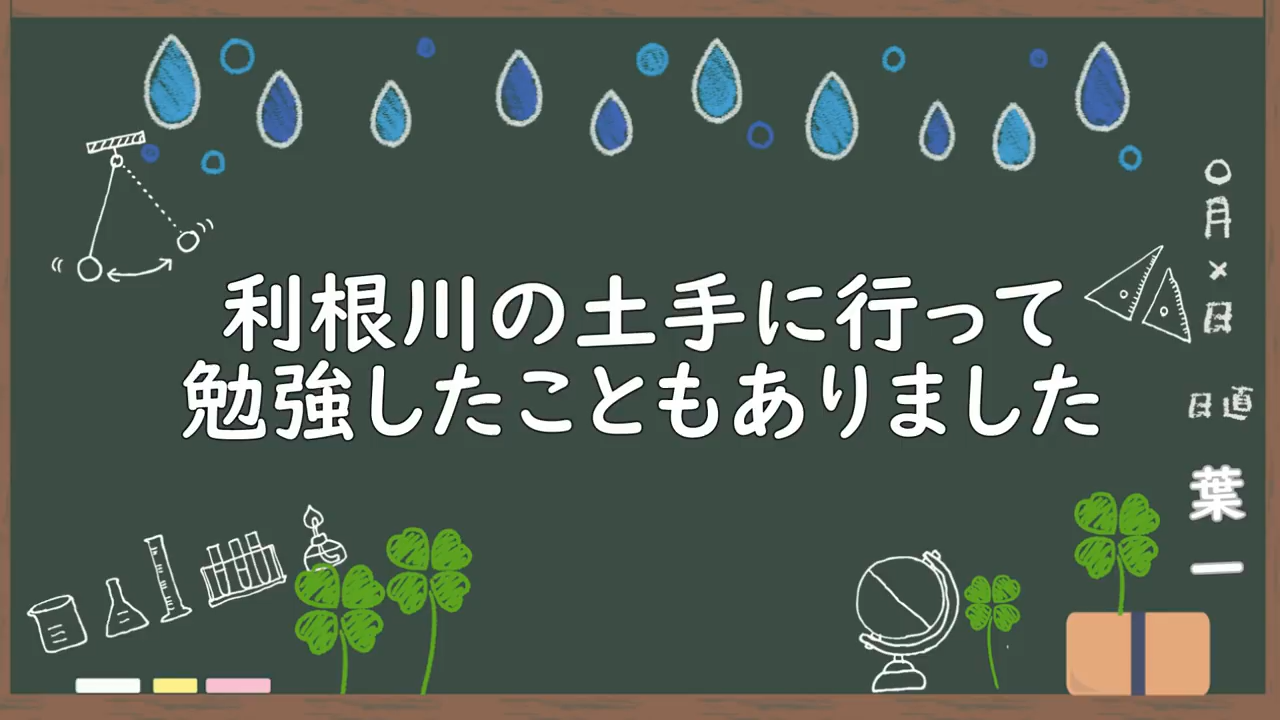 利根川の土手に行って
勉強したこともありました
〇月×日
日直
葉一